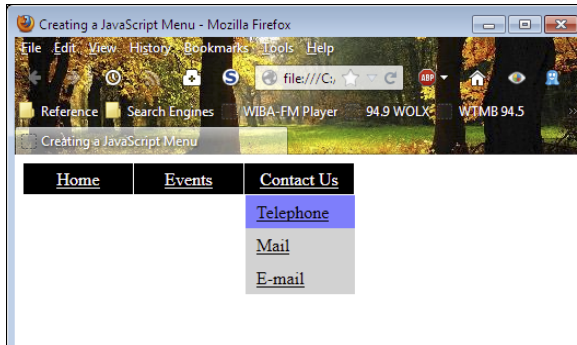 Creating a JavaScript Menu - Mozilla Firefox
File Edit View History Bookmarks Tools Help
S file:///C:/ ABP
Reference Search Engines WIBA-FM Player 94.9 WOLX WTMB 94.5 »
Creating a JavaScript Menu
Home Events Contact Us
Telephone
Mail
E-mail